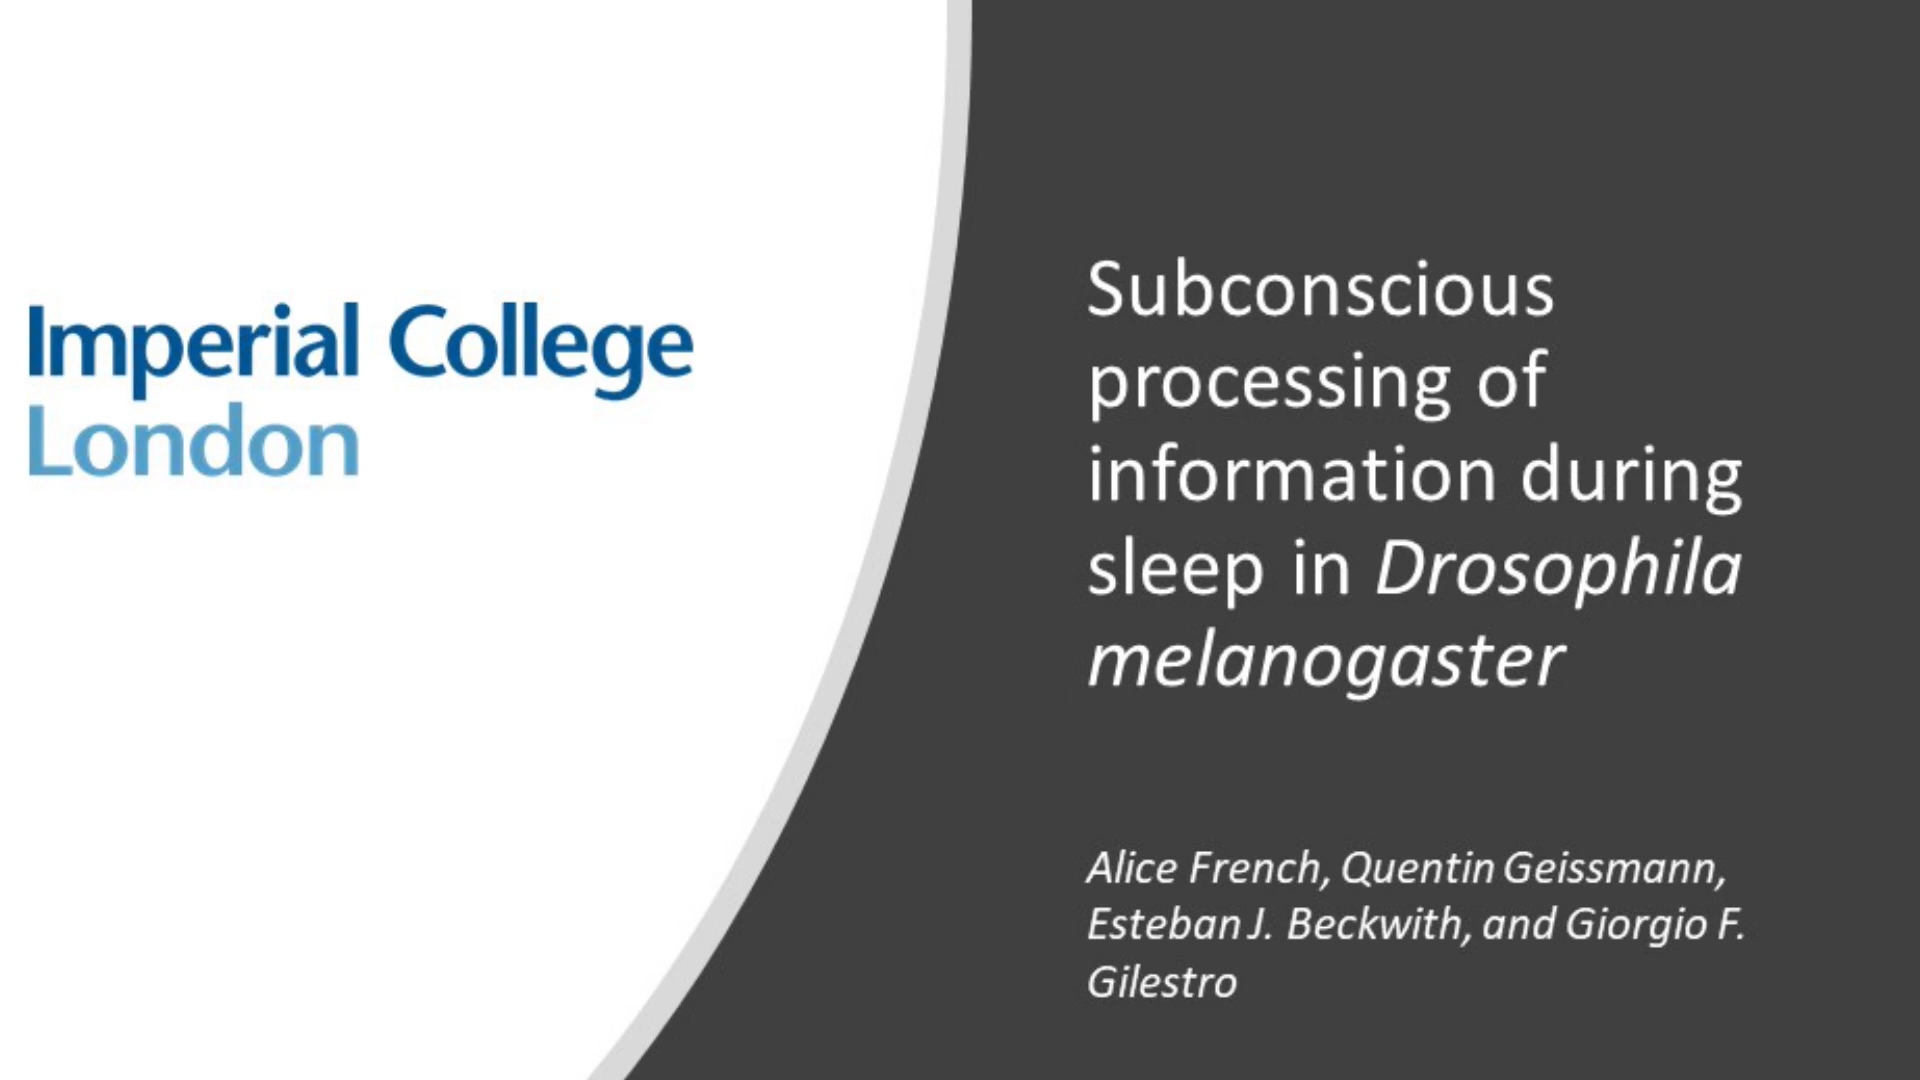 Imperial College
London
Subconscious
processing of
information during
sleep in Drosophila
melanogaster
Alice French, Quentin Geissmann,
Esteban J. Beckwith, and Giorgio F.
Gilestro